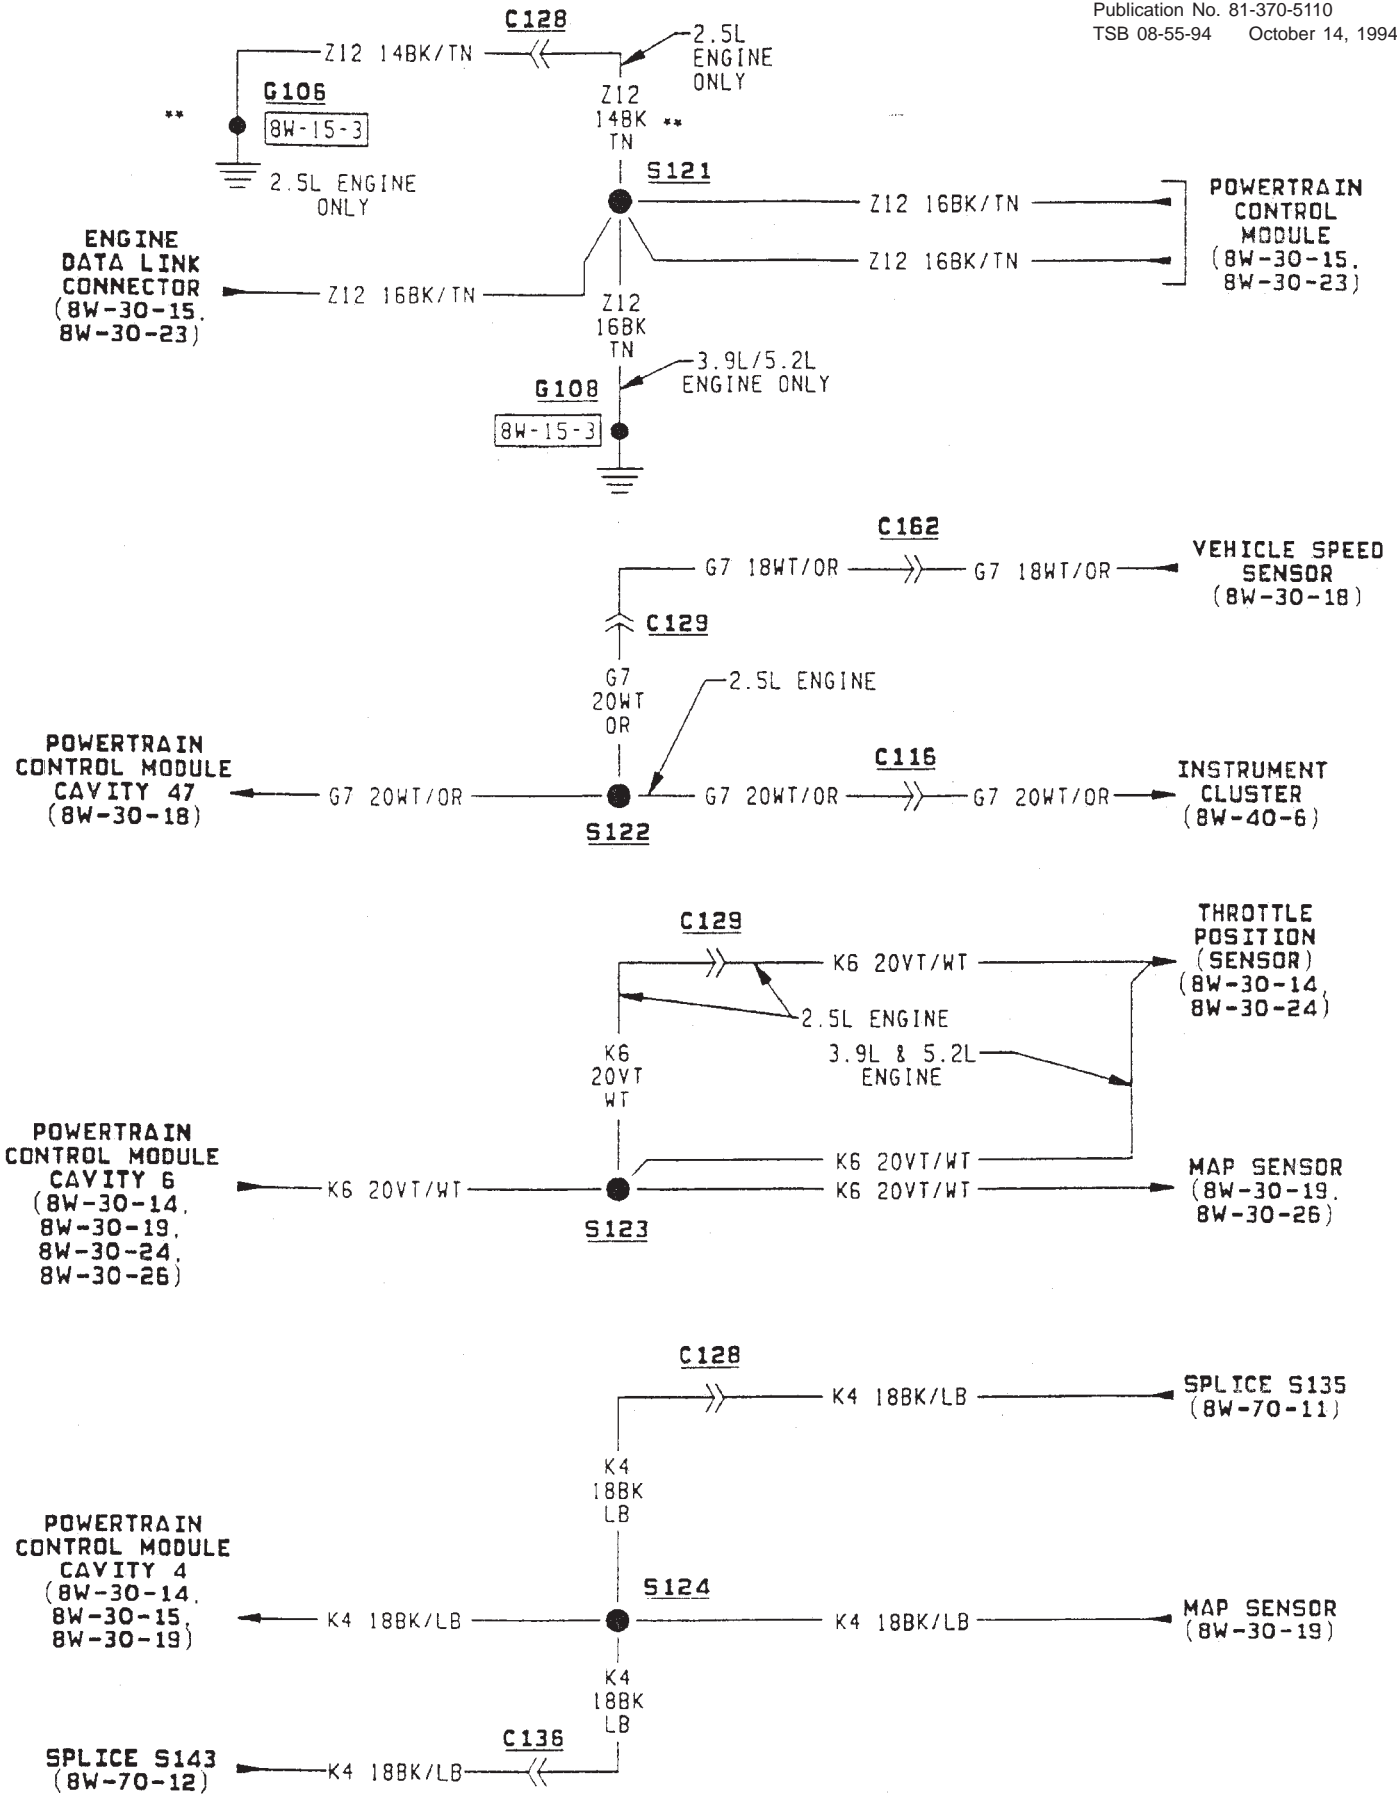 Publication No. 81-370-5110
TSB 08-55-94 October 14, 1994
C128
Z12 14BK/TN
2.5L
ENGINE
ONLY
G106
**
8W-15-3
2.5L ENGINE
ONLY
Z12
14BK **
TN
S121
Z12 16BK/TN
Z12 16BK/TN
POWERTRAIN
CONTROL
MODULE
(8W-30-15,
8W-30-23)
ENGINE
DATA LINK
CONNECTOR
(8W-30-15,
8W-30-23)
Z12 16BK/TN
Z12
16BK
TN
3.9L/5.2L
ENGINE ONLY
G108
8W-15-3
C162
G7 18WT/OR
G7 18WT/OR
VEHICLE SPEED
SENSOR
(8W-30-18)
C129
G7
20WT
OR
2.5L ENGINE
POWERTRAIN
CONTROL MODULE
CAVITY 47
(8W-30-18)
G7 20WT/OR
S122
C116
G7 20WT/OR
G7 20WT/OR
INSTRUMENT
CLUSTER
(8W-40-6)
C129
K6 20VT/WT
THROTTLE
POSITION
(SENSOR)
(8W-30-14,
8W-30-24)
2.5L ENGINE
3.9L & 5.2L
ENGINE
K6
20VT
WT
POWERTRAIN
CONTROL MODULE
CAVITY 6
(8W-30-14,
8W-30-19,
8W-30-24,
8W-30-26)
K6 20VT/WT
S123
K6 20VT/WT
K6 20VT/WT
MAP SENSOR
(8W-30-19,
8W-30-26)
C128
K4 18BK/LB
SPLICE S135
(8W-70-11)
K4
18BK
LB
POWERTRAIN
CONTROL MODULE
CAVITY 4
(8W-30-14,
8W-30-15,
8W-30-19)
K4 18BK/LB
S124
K4 18BK/LB
MAP SENSOR
(8W-30-19)
K4
18BK
LB
C136
SPLICE S143
(8W-70-12)
K4 18BK/LB